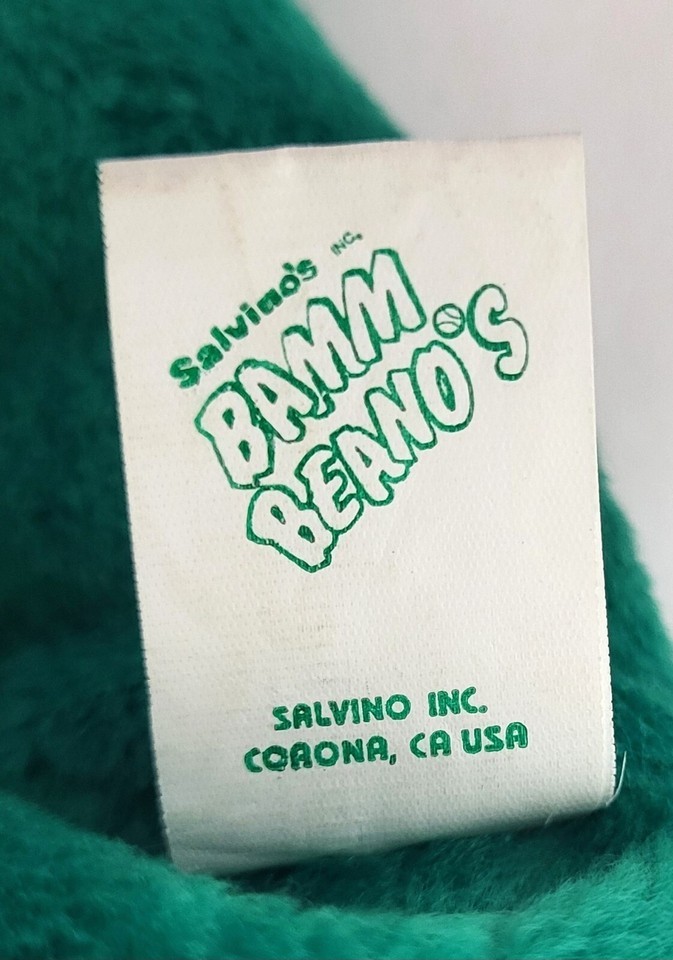 Salvino's INC.
BAMM
BEANO'S
SALVINO INC.
CORONA, CA USA